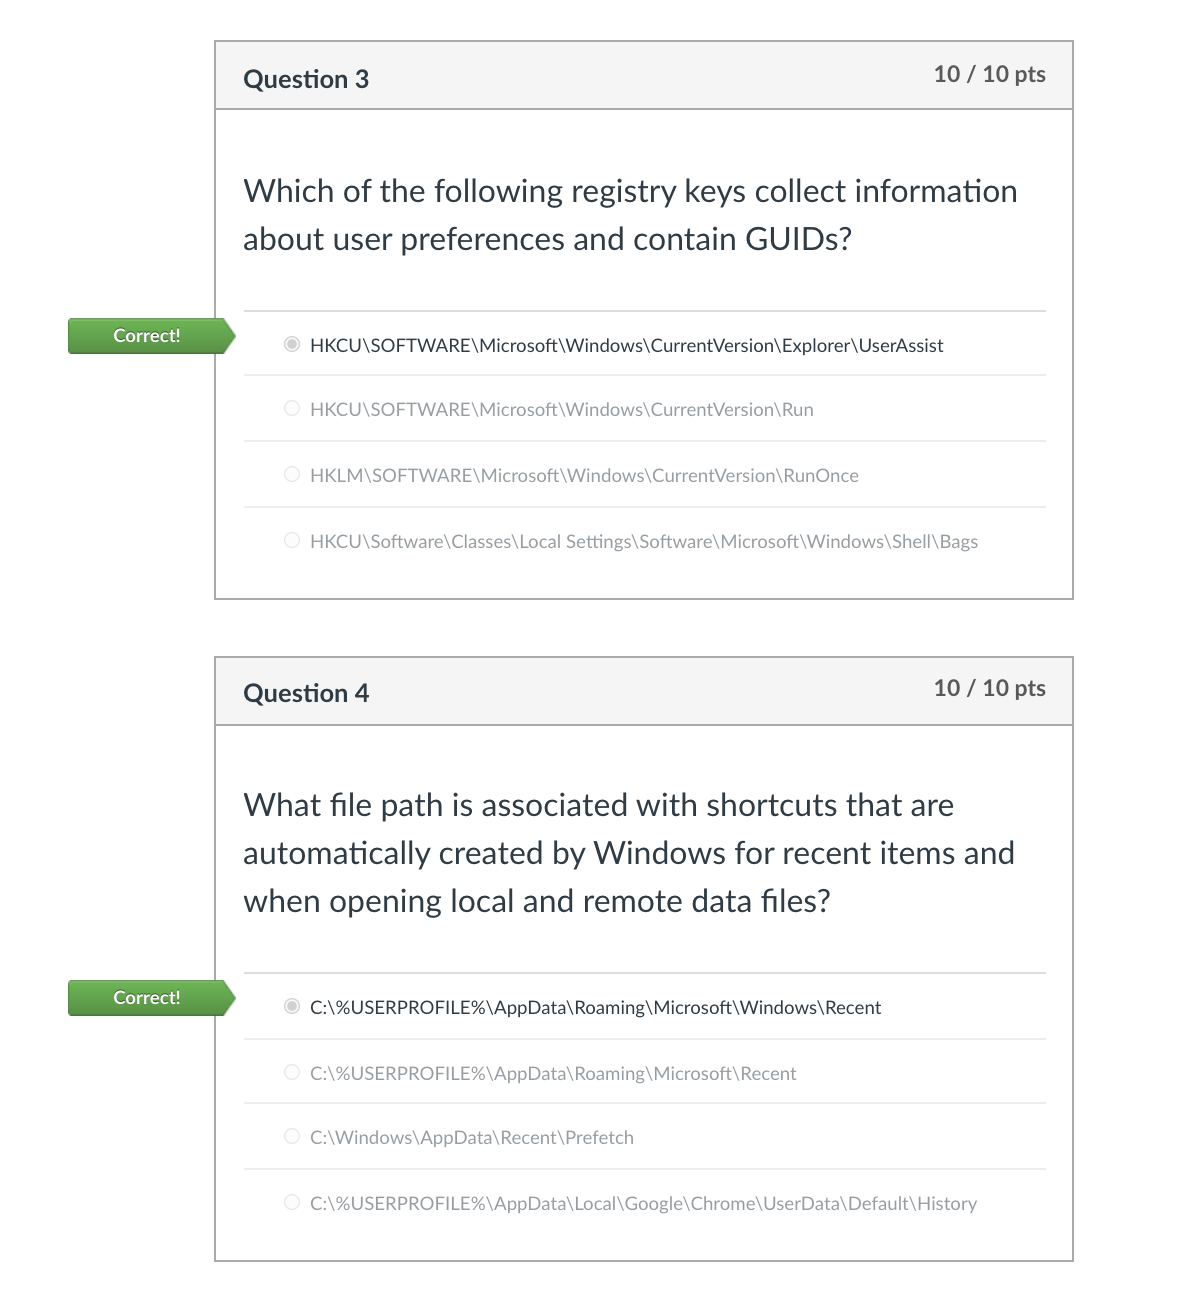 Question 3
10 / 10 pts
Which of the following registry keys collect information
about user preferences and contain GUIDs?
Correct!
HKCU\SOFTWARE\Microsoft\Windows\CurrentVersion\Explorer\UserAssist
HKCU\SOFTWARE\Microsoft\Windows\CurrentVersion\Run
HKLM\SOFTWARE\Microsoft\Windows\CurrentVersion\RunOnce
HKCU\Software\Classes\Local Settings\Software\Microsoft\Windows\Shell\Bags
Question 4
10 / 10 pts
What file path is associated with shortcuts that are
automatically created by Windows for recent items and
when opening local and remote data files?
Correct!
C:\%USERPROFILE%\AppData\Roaming\Microsoft\Windows\Recent
C:\%USERPROFILE%\AppData\Roaming\Microsoft\Recent
C:\Windows\AppData\Recent\Prefetch
C:\%USERPROFILE%\AppData\Local\Google\Chrome\UserData\Default\History